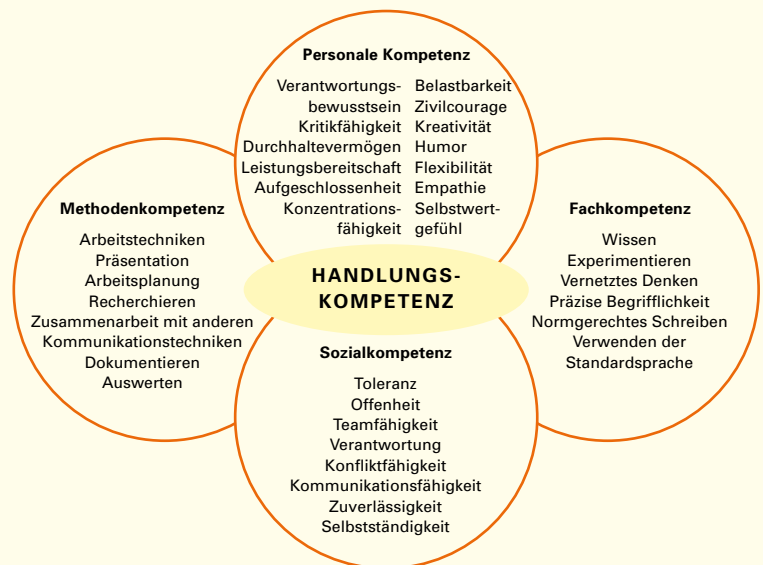 Personale Kompetenz
Verantwortungs-
bewusstsein
Kritikfähigkeit
Durchhaltevermögen
Leistungsbereitschaft
Aufgeschlossenheit
Konzentrations-
fähigkeit
Belastbarkeit
Zivilcourage
Kreativität
Humor
Flexibilität
Empathie
Selbstwert-
gefühl
Methodenkompetenz
Arbeitstechniken
Präsentation
Arbeitsplanung
Recherchieren
Zusammenarbeit mit anderen
Kommunikationstechniken
Dokumentieren
Auswerten
HANDLUNGS-
KOMPETENZ
Fachkompetenz
Wissen
Experimentieren
Vernetztes Denken
Präzise Begrifflichkeit
Normgerechtes Schreiben
Verwenden der
Standardsprache
Sozialkompetenz
Toleranz
Offenheit
Teamfähigkeit
Verantwortung
Konfliktfähigkeit
Kommunikationsfähigkeit
Zuverlässigkeit
Selbstständigkeit